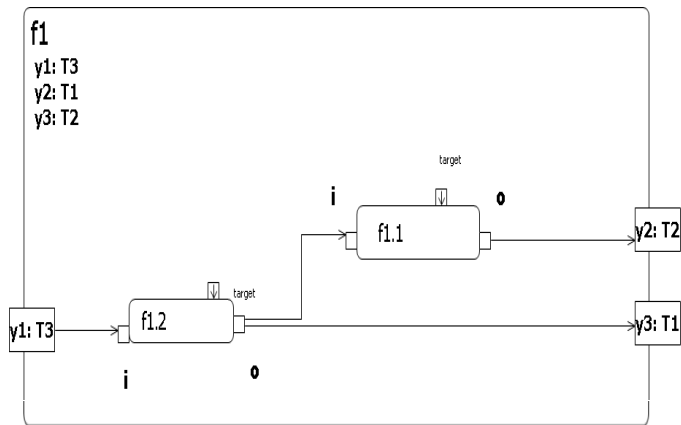 f1
y1: T3
y2: T1
y3: T2
target
i
o
f1.1
y2: T2
target
f1.2
y1: T3
y3: T1
i
o